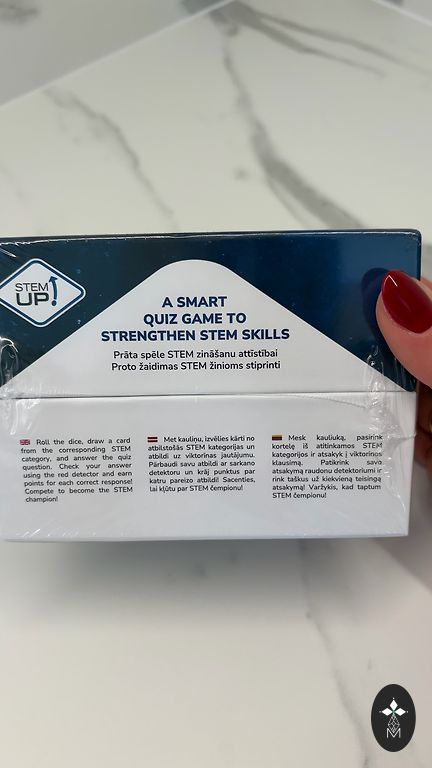 STEM
UP!
A SMART
QUIZ GAME TO
STRENGTHEN STEM SKILLS
Prāta spēle STEM zināšanu attīstībai
Proto žaidimas STEM žinioms stiprinti
Roll the dice, draw a card
from the corresponding STEM
category, and answer the quiz
question. Check your answer
using the red detector and earn
points for each correct response!
Compete to become the STEM
champion!
Met kauliņu, izvēlies kārti no
atbilstošās STEM kategorijas un
atbildi uz viktorīnas jautājumu.
Pārbaudi savu atbildi ar sarkano
detektoru un krāj punktus par
katru pareizo atbildi! Sacenties,
lai kļūtu par STEM čempionu!
Mesk kauliuką, pasirink
kortelę iš atitinkamos STEM
kategorijos ir atsakyk į viktorinos
klausimą. Patikrink savo
atsakymą raudonu detektoriumi ir
rink taškus už kiekvieną teisingą
atsakymą! Varžykis, kad taptum
STEM čempionu!
M